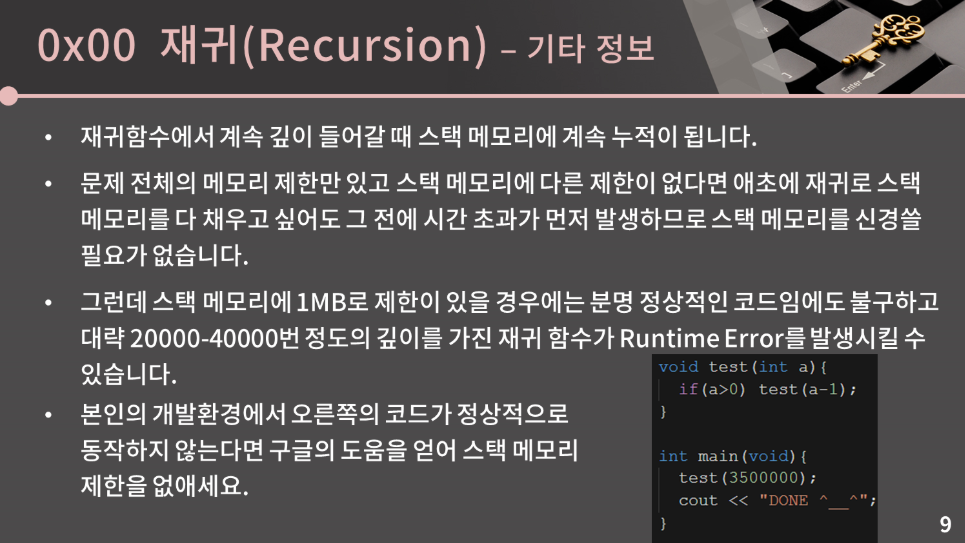 0x00 재귀(Recursion) – 기타 정보
Enter
• 재귀함수에서 계속 깊이 들어갈 때 스택 메모리에 계속 누적이 됩니다.
• 문제 전체의 메모리 제한만 있고 스택 메모리에 다른 제한이 없다면 애초에 재귀로 스택
메모리를 다 채우고 싶어도 그 전에 시간 초과가 먼저 발생하므로 스택 메모리를 신경쓸
필요가 없습니다.
• 그런데 스택 메모리에 1MB로 제한이 있을 경우에는 분명 정상적인 코드임에도 불구하고
대략 20000-40000번 정도의 깊이를 가진 재귀 함수가 Runtime Error를 발생시킬 수
있습니다.
• 본인의 개발환경에서 오른쪽의 코드가 정상적으로
동작하지 않는다면 구글의 도움을 얻어 스택 메모리
제한을 없애세요.
void test(int a){
if(a>0) test(a-1);
}
int main(void){
test(3500000);
cout << "DONE ^__^";
}
9